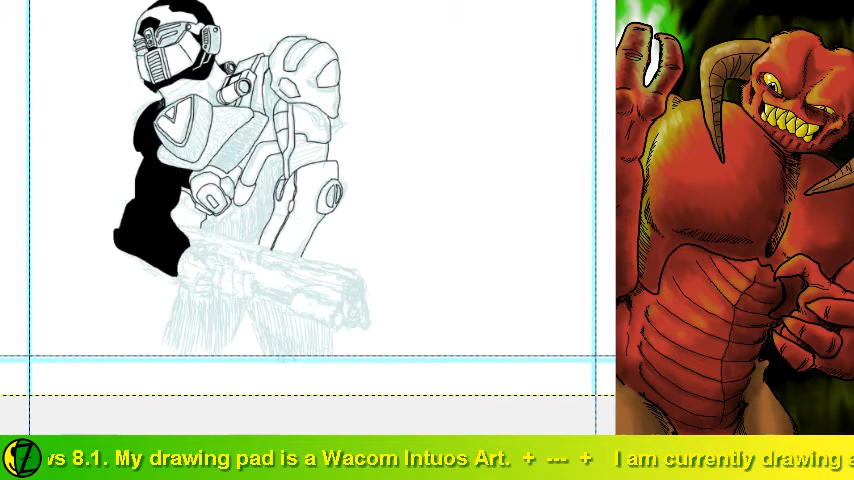 vs 8.1. My drawing pad is a Wacom Intuos Art. + --- + I am currently drawing a